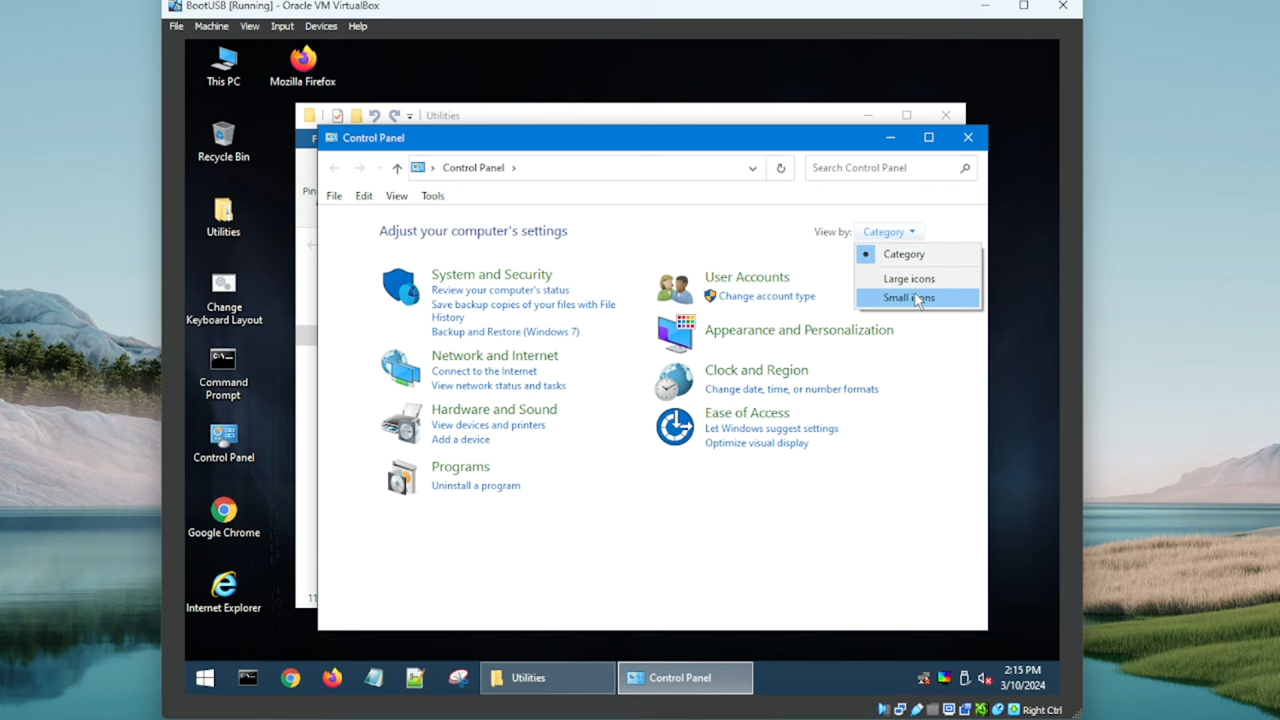 BootUSB [Running] - Oracle VM VirtualBox
File Machine View Input Devices Help
This PC
Mozilla Firefox
Recycle Bin
Utilities
Change
Keyboard Layout
Command
Prompt
Control Panel
Google Chrome
Internet Explorer
Utilities
F
Pin
11
Control Panel
Control Panel
Search Control Panel
File Edit View Tools
Adjust your computer's settings
View by: Category
Category
Large icons
Small icons
System and Security
Review your computer's status
Save backup copies of your files with File
History
Backup and Restore (Windows 7)
Network and Internet
Connect to the Internet
View network status and tasks
Hardware and Sound
View devices and printers
Add a device
Programs
Uninstall a program
User Accounts
Change account type
Appearance and Personalization
Clock and Region
Change date, time, or number formats
Ease of Access
Let Windows suggest settings
Optimize visual display
Utilities
Control Panel
2:15 PM
3/10/2024
Right Ctrl